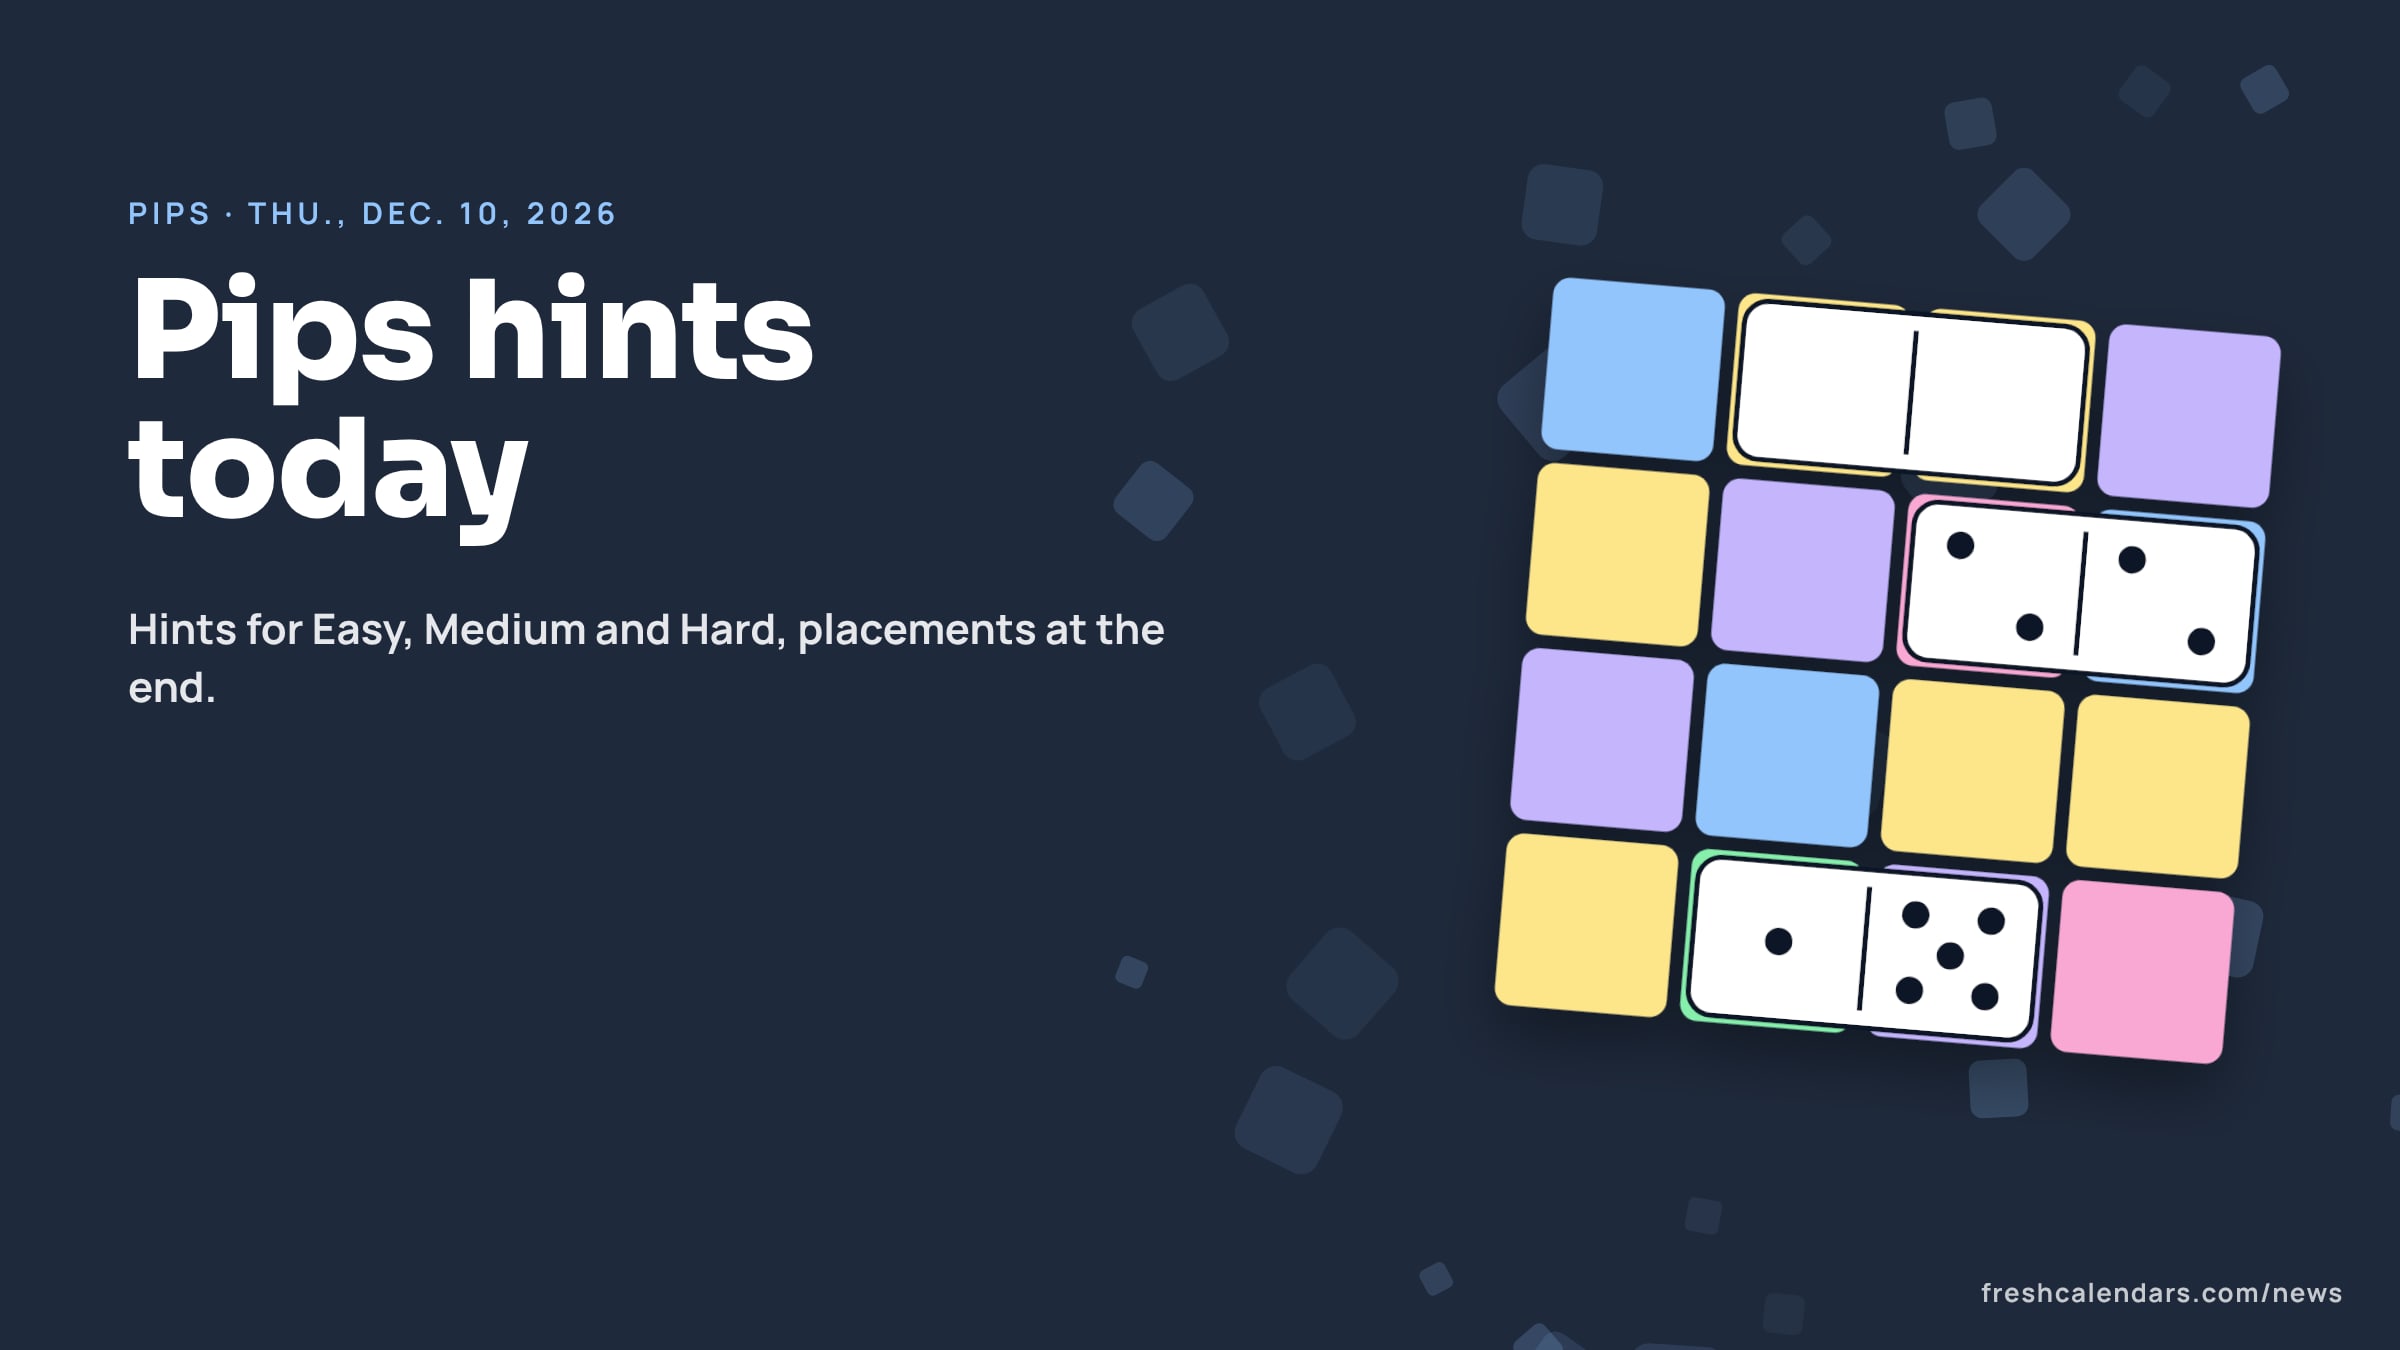 PIPS · THU., DEC. 10, 2026
Pips hints
today
Hints for Easy, Medium and Hard, placements at the
end.
freshcalendars.com/news